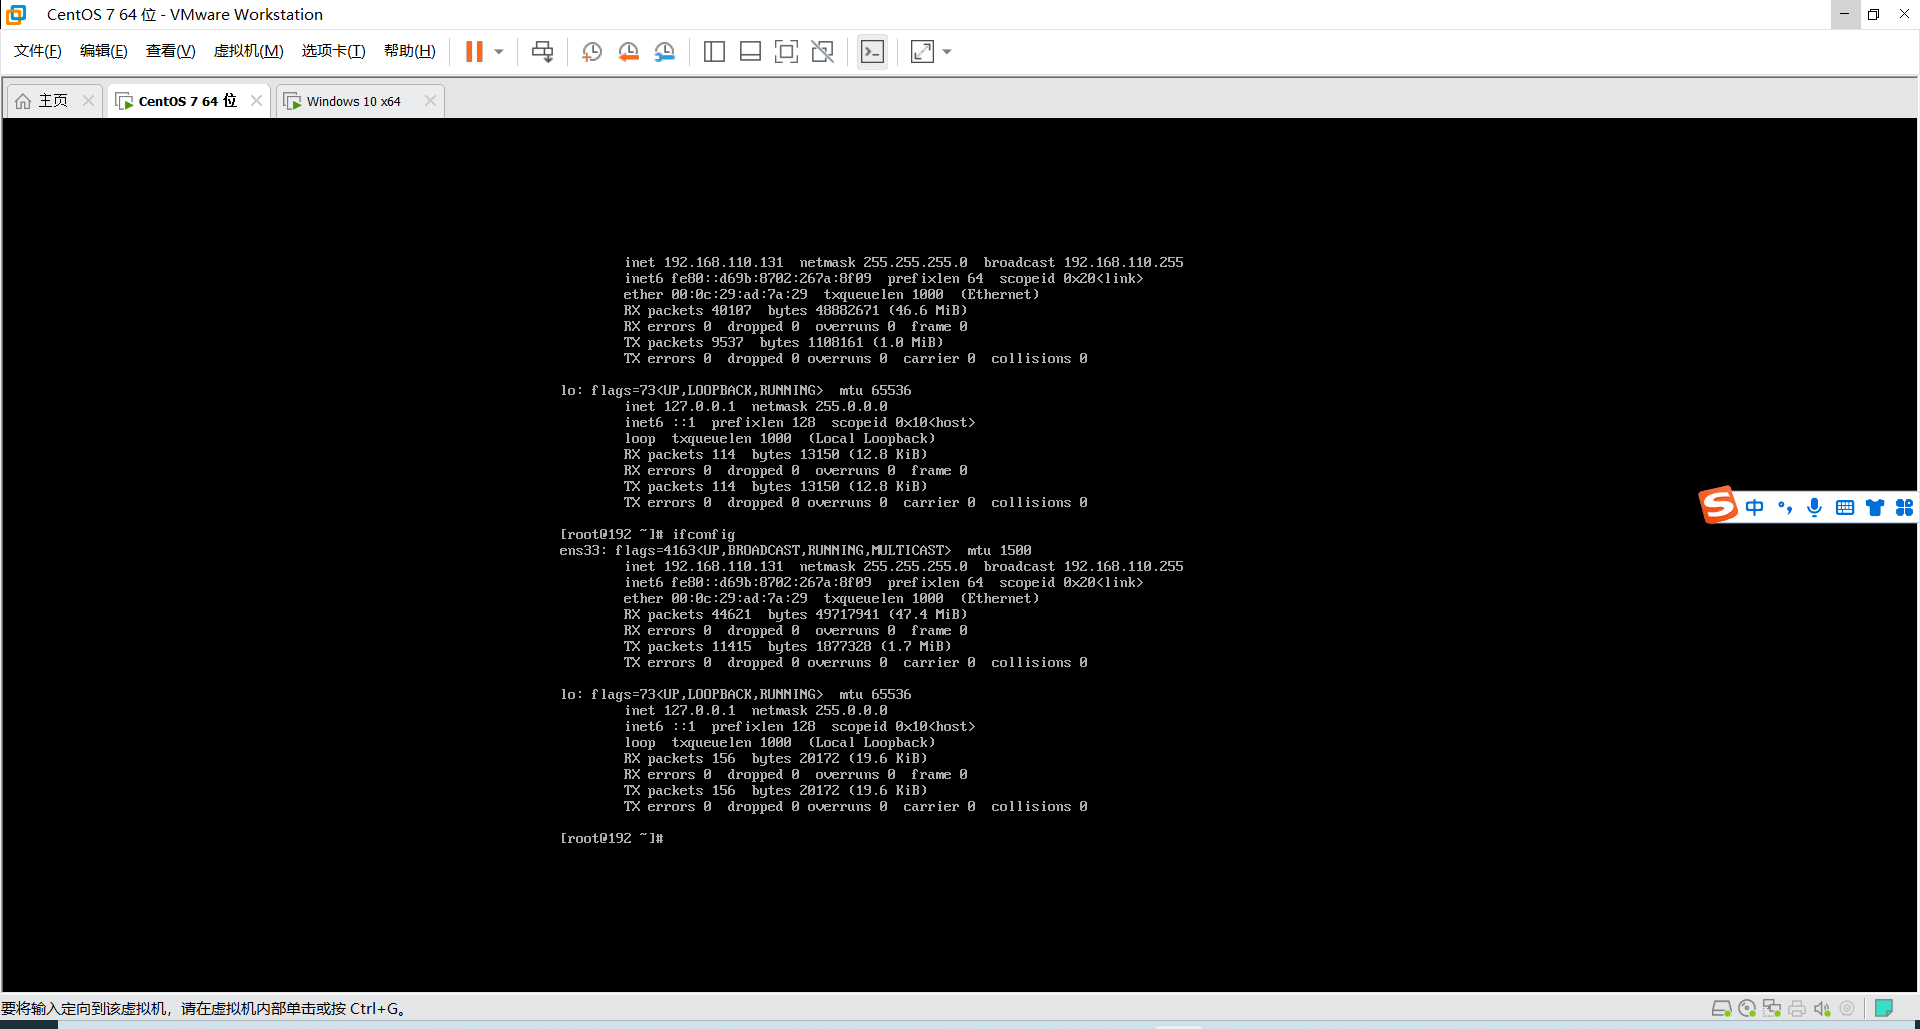 CentOS 7 64 位 - VMware Workstation
文件(F) 编辑(E) 查看(V) 虚拟机(M) 选项卡(T) 帮助(H)
主页 CentOS 7 64 位 Windows 10 x64
inet 192.168.110.131  netmask 255.255.255.0  broadcast 192.168.110.255
inet6 fe80::d69b:8702:267a:8f09  prefixlen 64  scopeid 0x20<link>
ether 00:0c:29:ad:7a:29  txqueuelen 1000  (Ethernet)
RX packets 40107  bytes 48882671 (46.6 MiB)
RX errors 0  dropped 0  overruns 0  frame 0
TX packets 9537  bytes 1108161 (1.0 MiB)
TX errors 0  dropped 0 overruns 0  carrier 0  collisions 0
lo: flags=73<UP,LOOPBACK,RUNNING>  mtu 65536
inet 127.0.0.1  netmask 255.0.0.0
inet6 ::1  prefixlen 128  scopeid 0x10<host>
loop  txqueuelen 1000  (Local Loopback)
RX packets 114  bytes 13150 (12.8 KiB)
RX errors 0  dropped 0  overruns 0  frame 0
TX packets 114  bytes 13150 (12.8 KiB)
TX errors 0  dropped 0 overruns 0  carrier 0  collisions 0
[root@192 ~]# ifconfig
ens33: flags=4163<UP,BROADCAST,RUNNING,MULTICAST>  mtu 1500
inet 192.168.110.131  netmask 255.255.255.0  broadcast 192.168.110.255
inet6 fe80::d69b:8702:267a:8f09  prefixlen 64  scopeid 0x20<link>
ether 00:0c:29:ad:7a:29  txqueuelen 1000  (Ethernet)
RX packets 44621  bytes 49717941 (47.4 MiB)
RX errors 0  dropped 0  overruns 0  frame 0
TX packets 11415  bytes 1877328 (1.7 MiB)
TX errors 0  dropped 0 overruns 0  carrier 0  collisions 0
lo: flags=73<UP,LOOPBACK,RUNNING>  mtu 65536
inet 127.0.0.1  netmask 255.0.0.0
inet6 ::1  prefixlen 128  scopeid 0x10<host>
loop  txqueuelen 1000  (Local Loopback)
RX packets 156  bytes 20172 (19.6 KiB)
RX errors 0  dropped 0  overruns 0  frame 0
TX packets 156  bytes 20172 (19.6 KiB)
TX errors 0  dropped 0 overruns 0  carrier 0  collisions 0
[root@192 ~]#
S 中 °,
要将输入定向到该虚拟机，请在虚拟机内部单击或按 Ctrl+G。